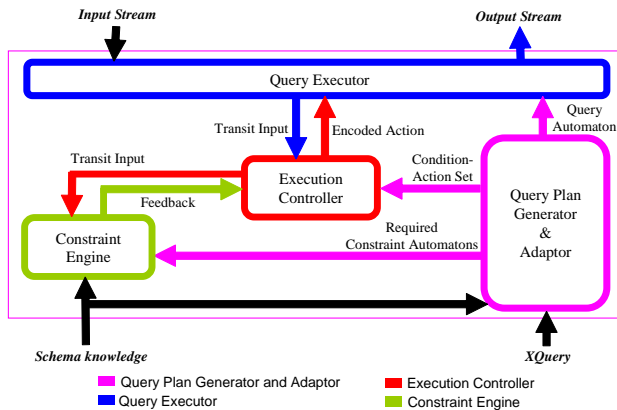 Input Stream
Output Stream
Query Executor
Query
Automaton
Transit Input
Encoded Action
Transit Input
Condition-
Action Set
Execution
Controller
Feedback
Query Plan
Generator
&
Adaptor
Constraint
Engine
Required
Constraint Automatons
Schema knowledge
XQuery
Query Plan Generator and Adaptor
Execution Controller
Query Executor
Constraint Engine